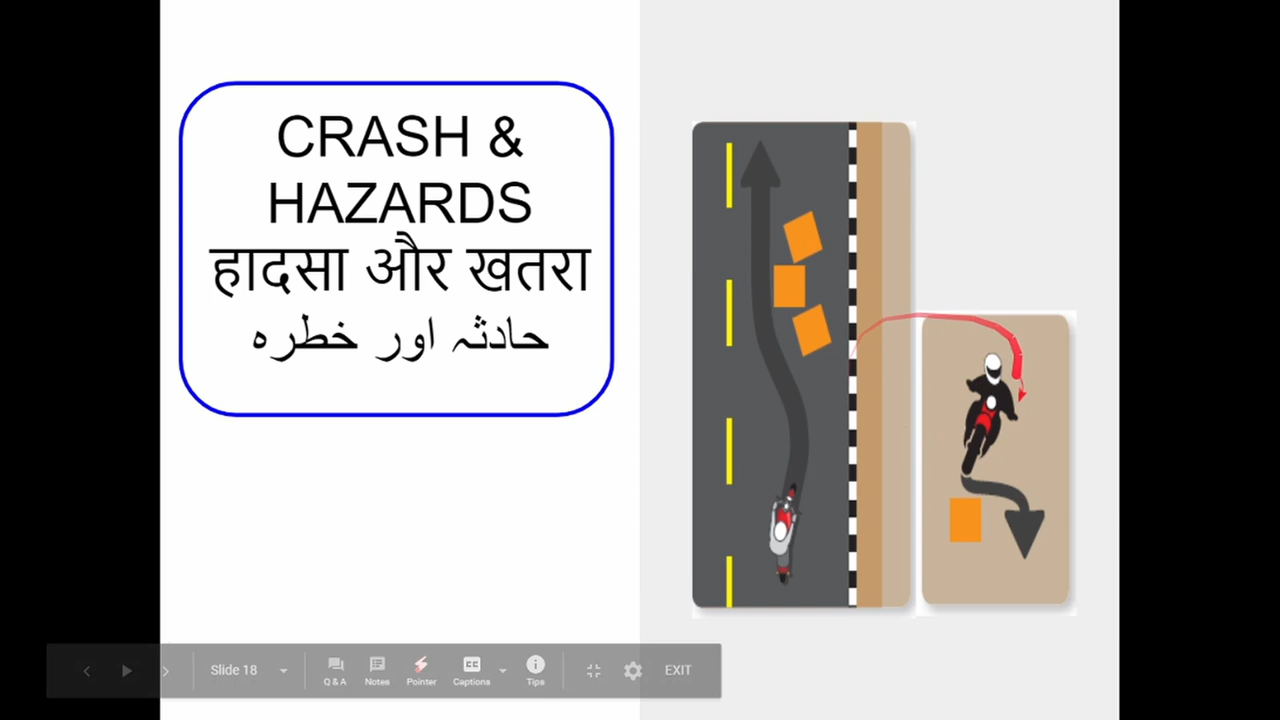 CRASH &
HAZARDS
हादसा और खतरा
حادثہ اور خطرہ
Slide 18
Q & A Notes Pointer Captions Tips EXIT